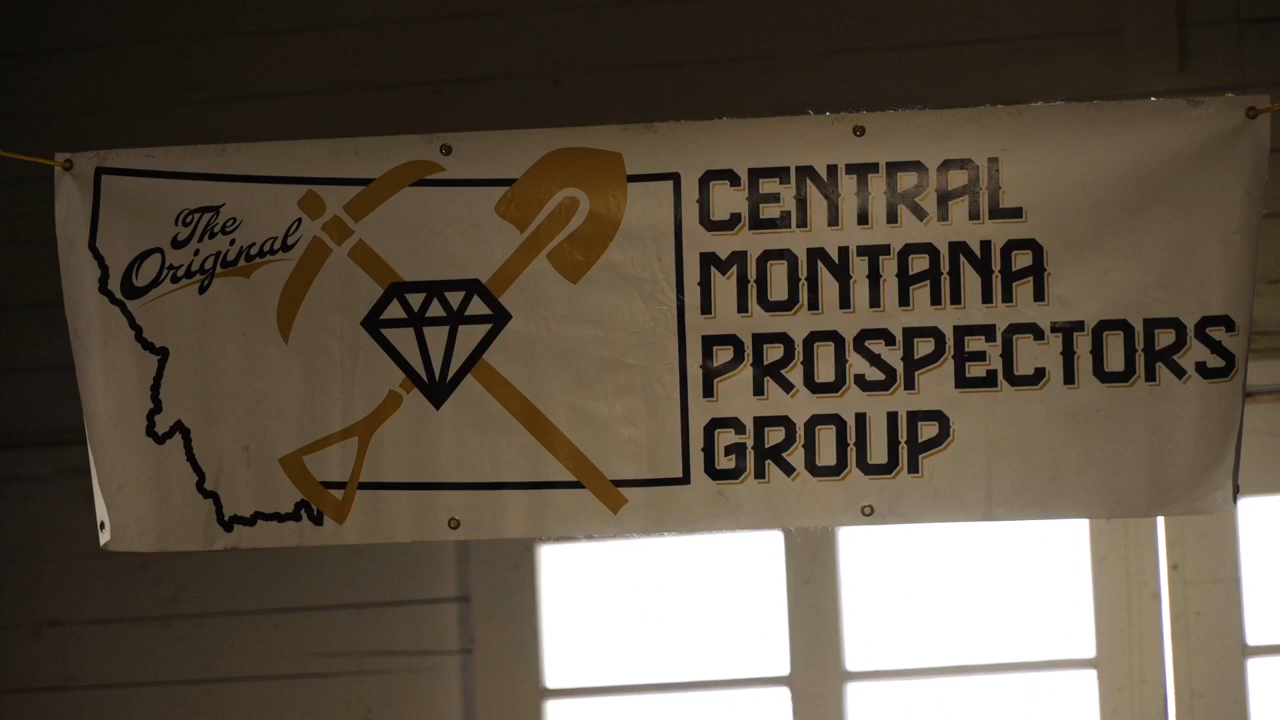 The
Original
CENTRAL
MONTANA
PROSPECTORS
GROUP